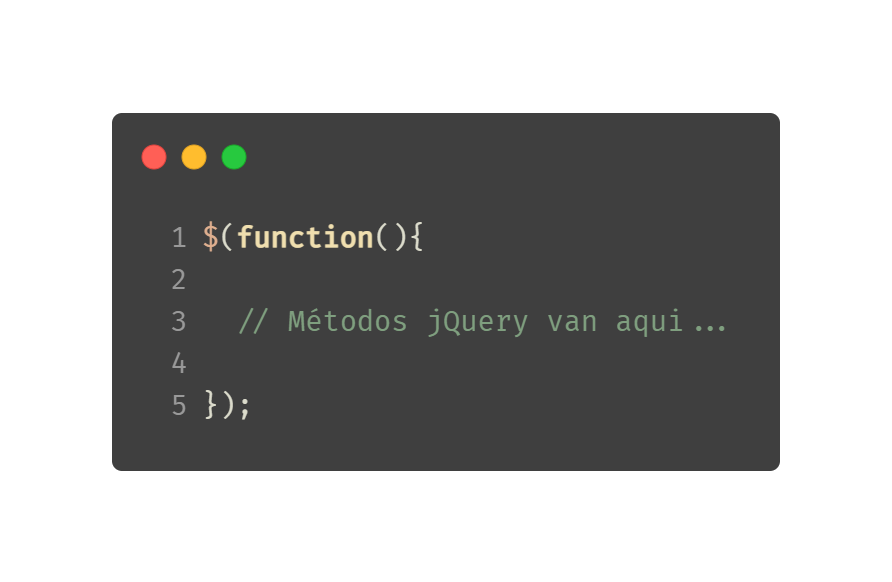 1 $(function(){
2
3   // Métodos jQuery van aqui...
4
5 });